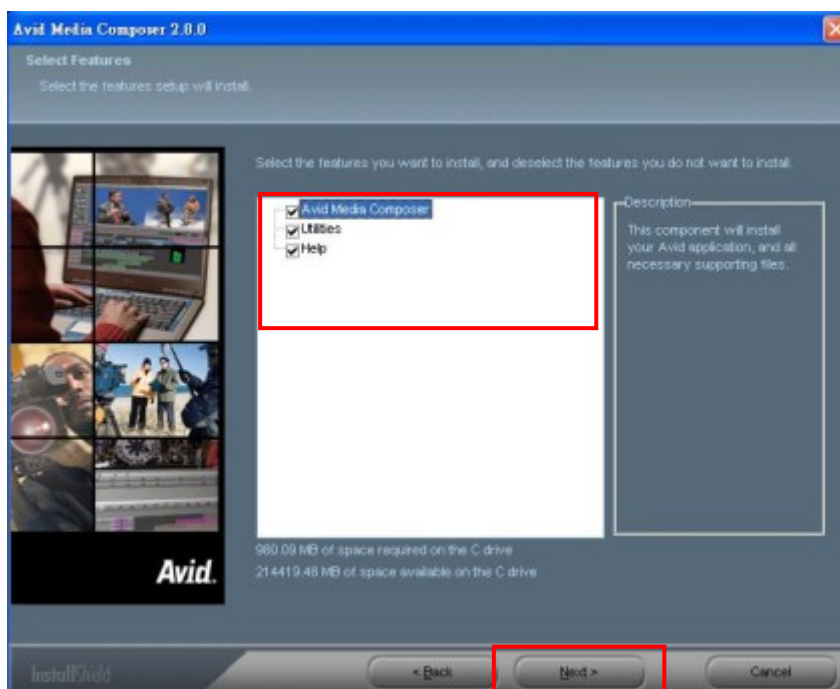 Avid Media Composer 2.8.0
Select Features
Select the features setup will install.
Select the features you want to install, and deselect the features you do not want to install.
Avid Media Composer
Utilities
Help
Description
This component will install
your Avid application, and all
necessary supporting files.
980.09 MB of space required on the C drive
214419.48 MB of space available on the C drive
Avid.
InstallShield
< Back
Next >
Cancel